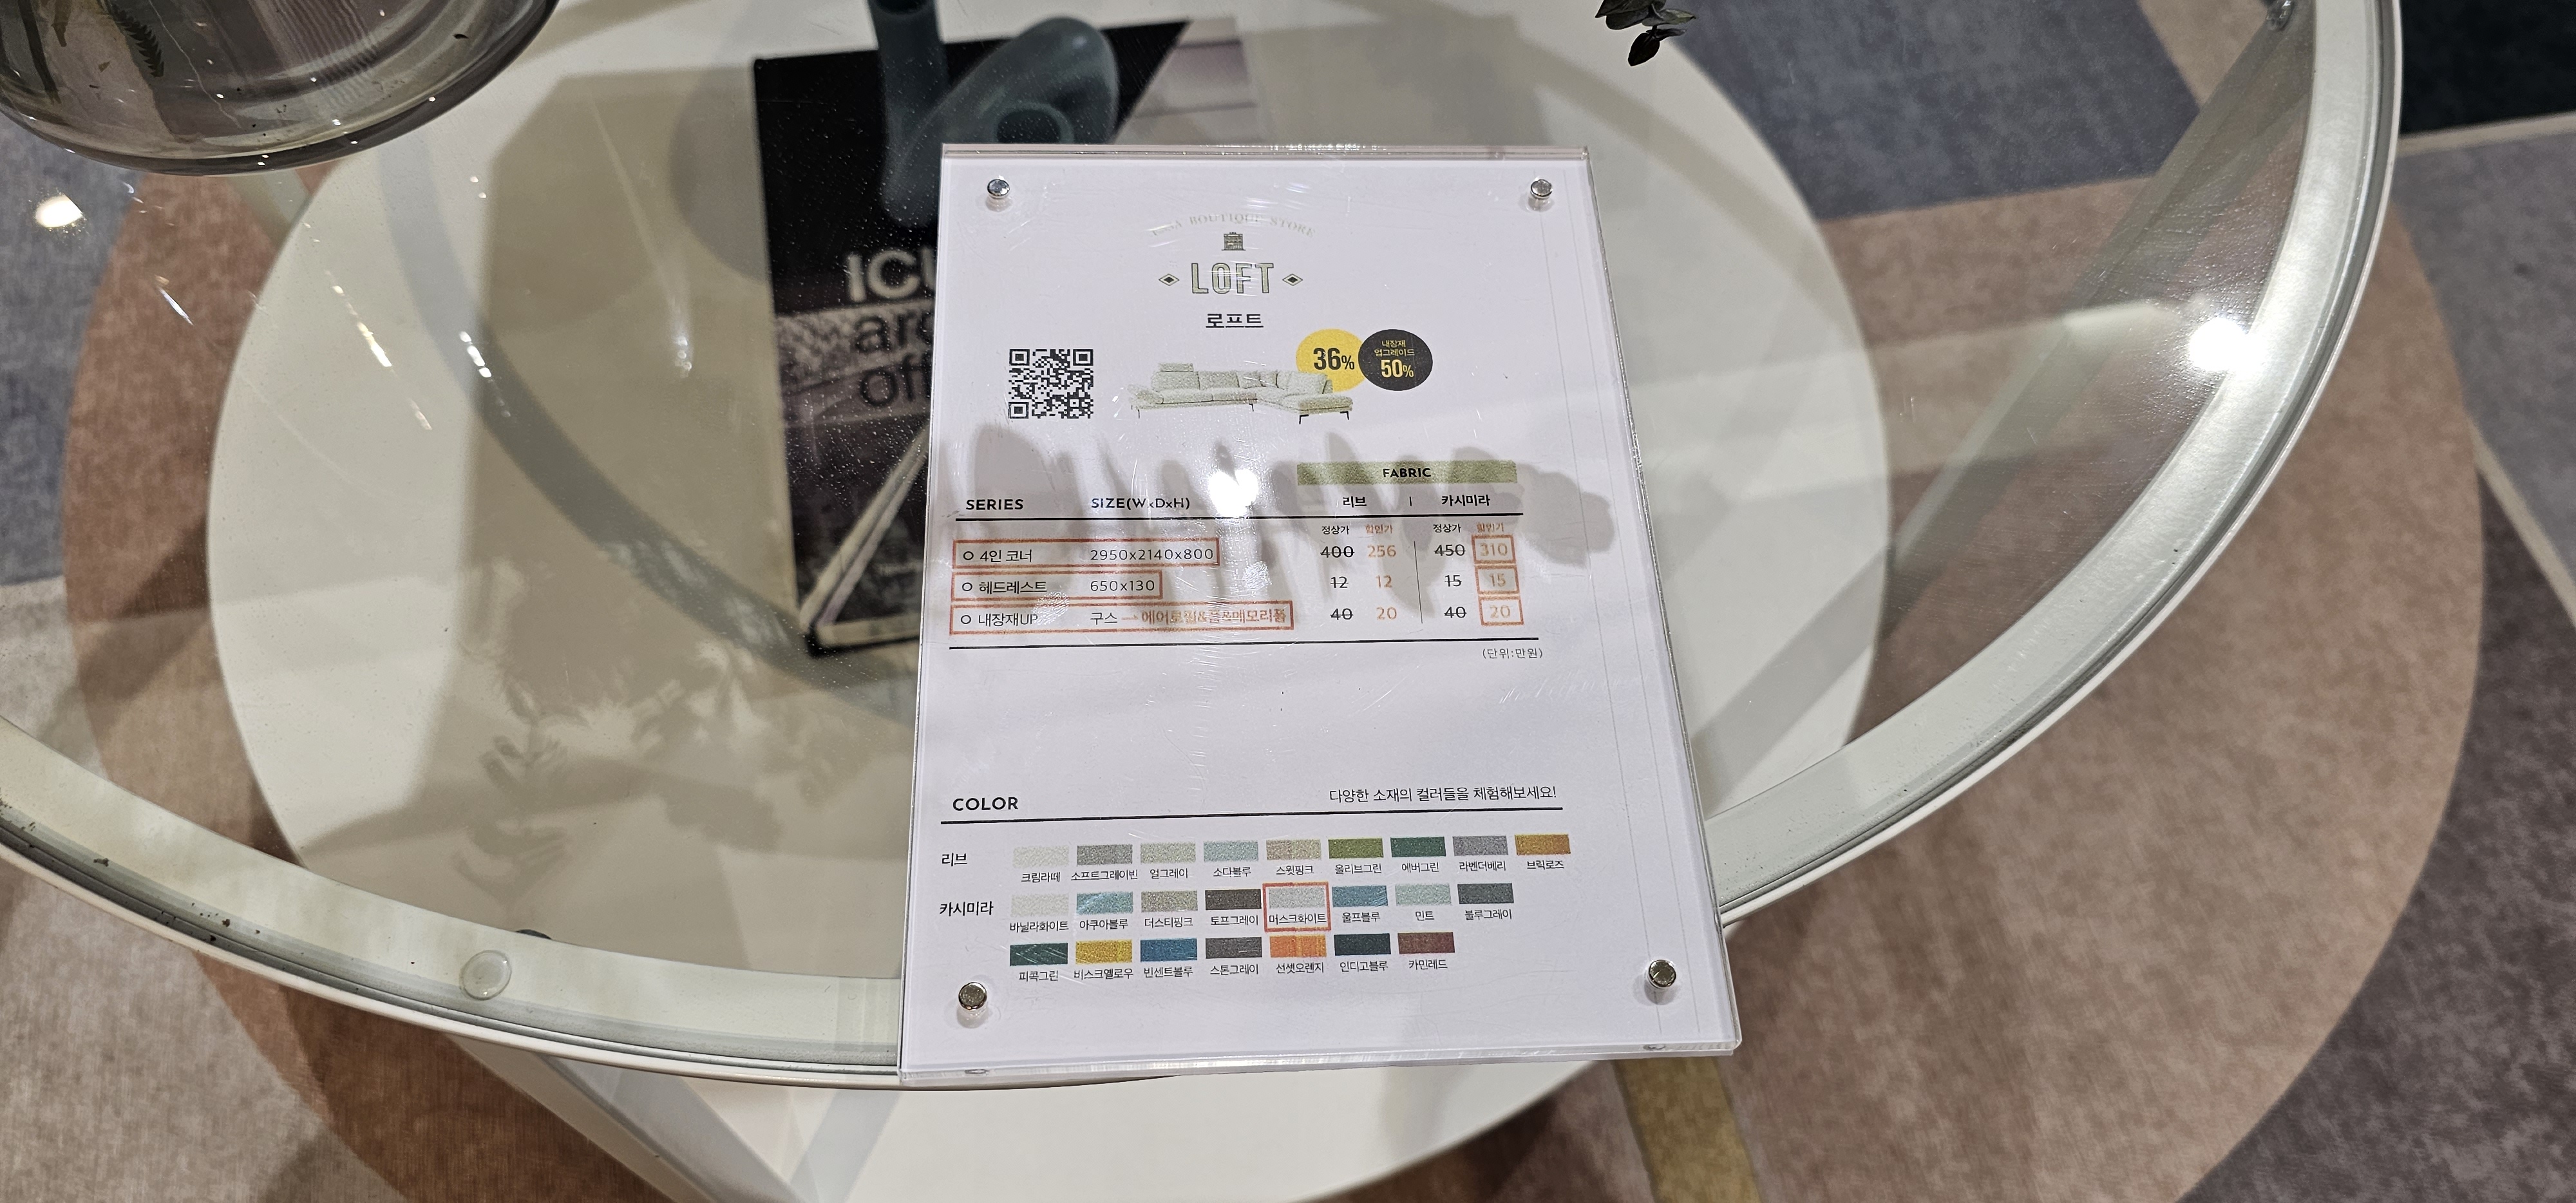 BOUTIQUE STORE
LOFT
로프트
36%
내장재
업그레이드
50%
ICO
arc
off
FABRIC
SERIES SIZE(WxDxH) 리브 | 카시미라
정상가 할인가 정상가 할인가
4인 코너 2950x2140x800 400 256 450 310
헤드레스트 650x130 12 12 15 15
내장재UP 구스 → 에어로필&폼&메모리폼 40 20 40 20
(단위:만원)
COLOR 다양한 소재의 컬러들을 체험해보세요!
리브 크림라떼 소프트그레이빈 얼그레이 소다블루 스윗핑크 올리브그린 에버그린 라벤더베리 브릭로즈
카시미라 바닐라화이트 아쿠아블루 더스티핑크 토프그레이 머스크화이트 울프블루 민트 블루그레이
피콕그린 비스크옐로우 빈센트블루 스톤그레이 선셋오렌지 인디고블루 카민레드